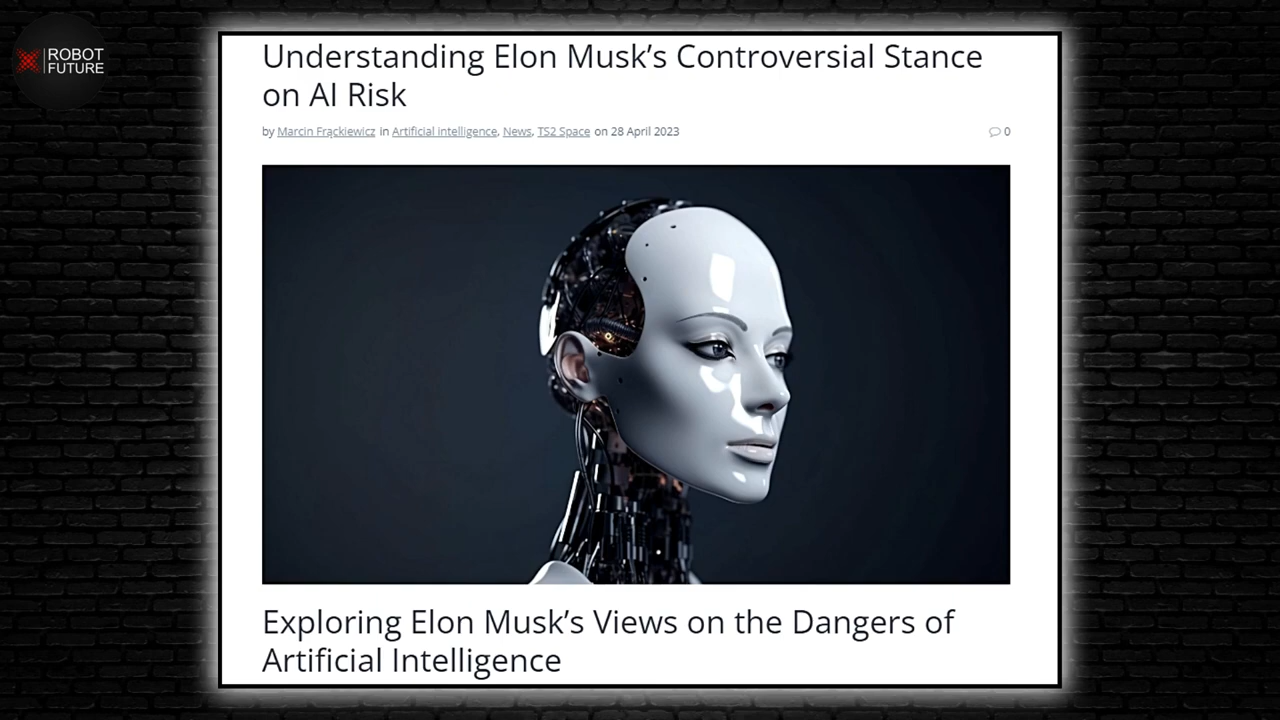 ROBOT
FUTURE
Understanding Elon Musk’s Controversial Stance
on AI Risk
by Marcin Frąckiewicz in Artificial intelligence, News, TS2 Space on 28 April 2023
0
Exploring Elon Musk’s Views on the Dangers of
Artificial Intelligence